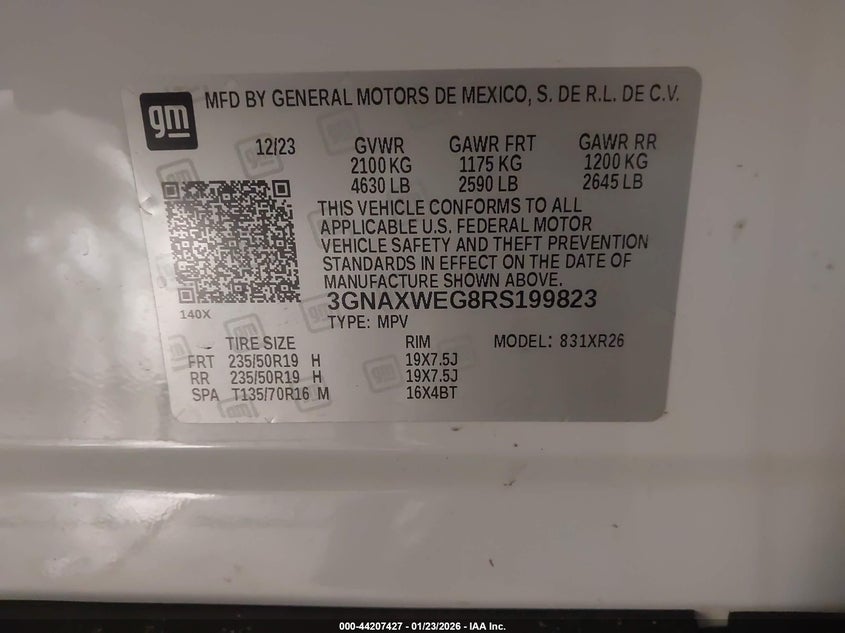 gm MFD BY GENERAL MOTORS DE MEXICO, S. DE R.L. DE C.V.
12/23 GVWR GAWR FRT GAWR RR
2100 KG 1175 KG 1200 KG
4630 LB 2590 LB 2645 LB
THIS VEHICLE CONFORMS TO ALL
APPLICABLE U.S. FEDERAL MOTOR
VEHICLE SAFETY AND THEFT PREVENTION
STANDARDS IN EFFECT ON THE DATE OF
MANUFACTURE SHOWN ABOVE.
3GNAXWEG8RS199823
140X TYPE: MPV
TIRE SIZE RIM MODEL: 831XR26
FRT 235/50R19 H 19X7.5J
RR 235/50R19 H 19X7.5J
SPA T135/70R16 M 16X4BT
000-44207427 - 01/23/2026 - IAA Inc.